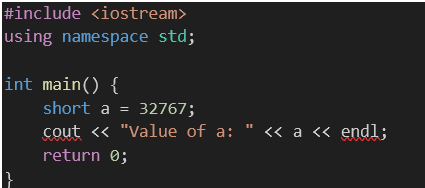 #include <iostream>
using namespace std;
int main() {
    short a = 32767;
    cout << "Value of a: " << a << endl;
    return 0;
}